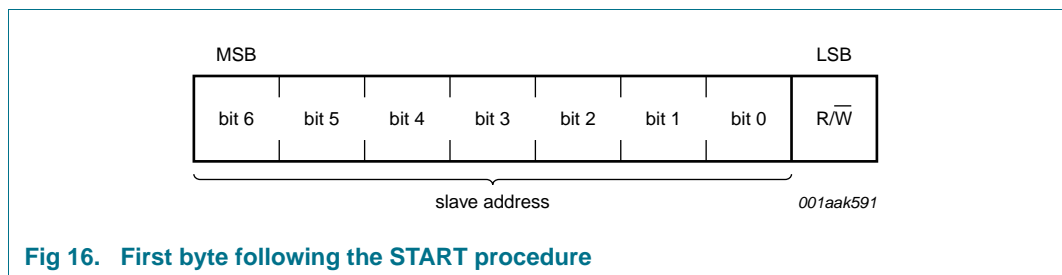 MSB LSB
bit 6 bit 5 bit 4 bit 3 bit 2 bit 1 bit 0 R/W̅
slave address 001aak591
Fig 16. First byte following the START procedure